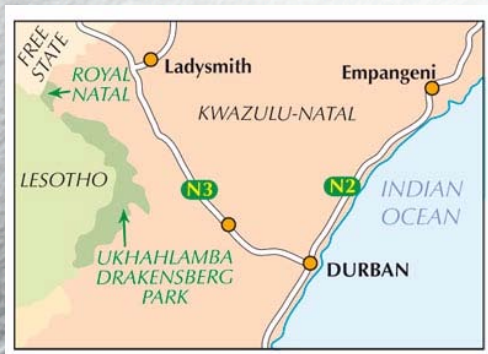 FREE
STATE
Ladysmith
Empangeni
ROYAL
NATAL
KWAZULU-NATAL
LESOTHO
N3
N2
INDIAN
OCEAN
UKHAHLAMBA
DRAKENSBERG
PARK
DURBAN